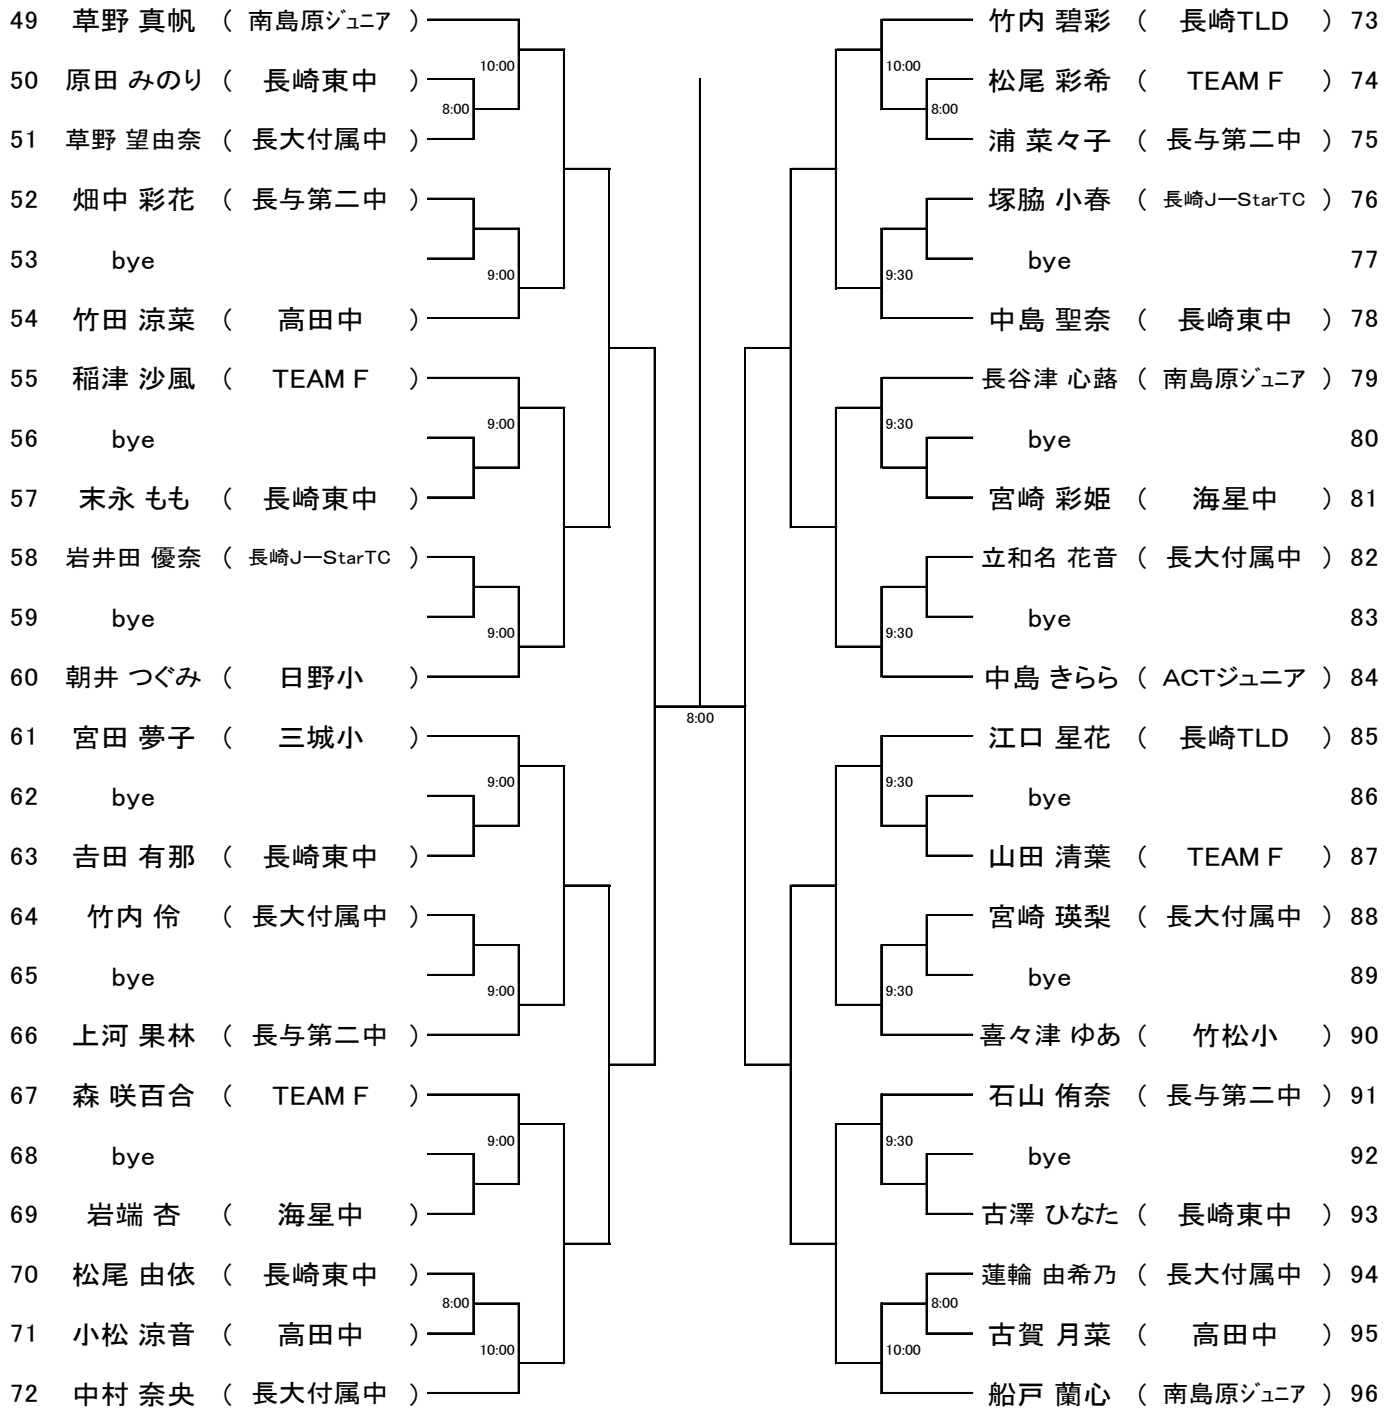 49 草野 真帆 ( 南島原ジュニア )
10:00
50 原田 みのり ( 長崎東中 )
8:00
51 草野 望由奈 ( 長大付属中 )
52 畑中 彩花 ( 長与第二中 )
53 bye
9:00
54 竹田 涼菜 ( 高田中 )
55 稲津 沙風 ( TEAM F )
9:00
56 bye
57 末永 もも ( 長崎東中 )
58 岩井田 優奈 ( 長崎J-StarTC )
59 bye
9:00
60 朝井 つぐみ ( 日野小 )
61 宮田 夢子 ( 三城小 )
9:00
62 bye
63 吉田 有那 ( 長崎東中 )
64 竹内 伶 ( 長大付属中 )
65 bye
9:00
66 上河 果林 ( 長与第二中 )
67 森 咲百合 ( TEAM F )
9:00
68 bye
69 岩端 杏 ( 海星中 )
70 松尾 由依 ( 長崎東中 )
8:00
71 小松 涼音 ( 高田中 )
10:00
72 中村 奈央 ( 長大付属中 )
8:00
竹内 碧彩 ( 長崎TLD ) 73
10:00
松尾 彩希 ( TEAM F ) 74
8:00
浦 菜々子 ( 長与第二中 ) 75
塚脇 小春 ( 長崎J-StarTC ) 76
bye 77
9:30
中島 聖奈 ( 長崎東中 ) 78
長谷津 心蕗 ( 南島原ジュニア ) 79
9:30
bye 80
宮崎 彩姫 ( 海星中 ) 81
立和名 花音 ( 長大付属中 ) 82
bye 83
9:30
中島 きらら ( ACTジュニア ) 84
江口 星花 ( 長崎TLD ) 85
9:30
bye 86
山田 清葉 ( TEAM F ) 87
宮崎 瑛梨 ( 長大付属中 ) 88
bye 89
9:30
喜々津 ゆあ ( 竹松小 ) 90
石山 侑奈 ( 長与第二中 ) 91
9:30
bye 92
古澤 ひなた ( 長崎東中 ) 93
蓮輪 由希乃 ( 長大付属中 ) 94
8:00
古賀 月菜 ( 高田中 ) 95
10:00
船戸 蘭心 ( 南島原ジュニア ) 96